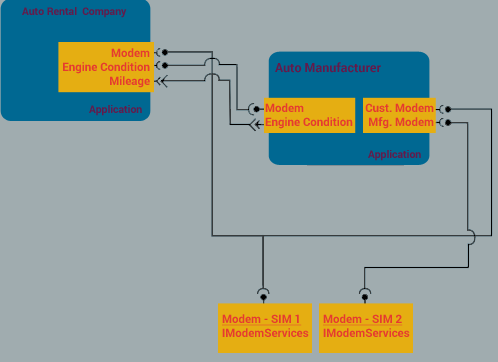 Auto Rental Company
Modem
Engine Condition
Mileage
Application
Auto Manufacturer
Modem
Engine Condition
Cust. Modem
Mfg. Modem
Application
Modem - SIM 1
IModemServices
Modem - SIM 2
IModemServices